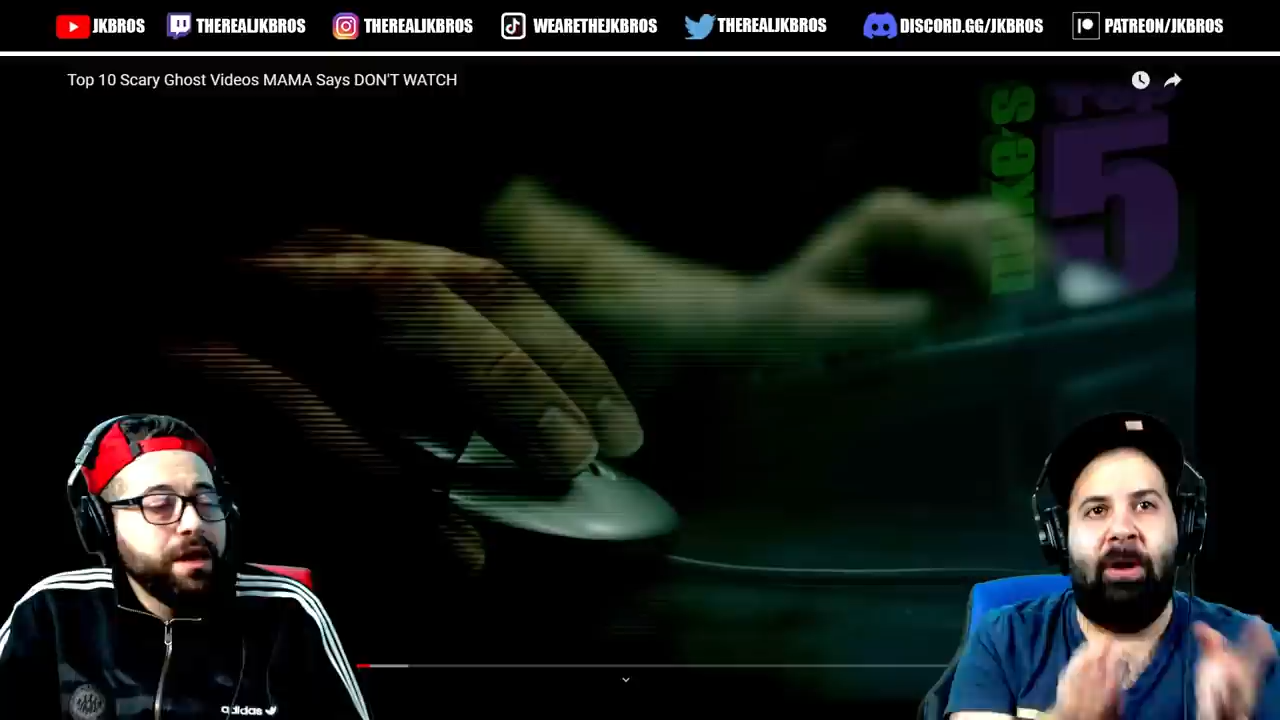 JKBROS THEREALJKBROS THEREALJKBROS WEARETHEJKBROS THEREALJKBROS DISCORD.GG/JKBROS PATREON/JKBROS
Top 10 Scary Ghost Videos MAMA Says DON'T WATCH
Top
5
adidas